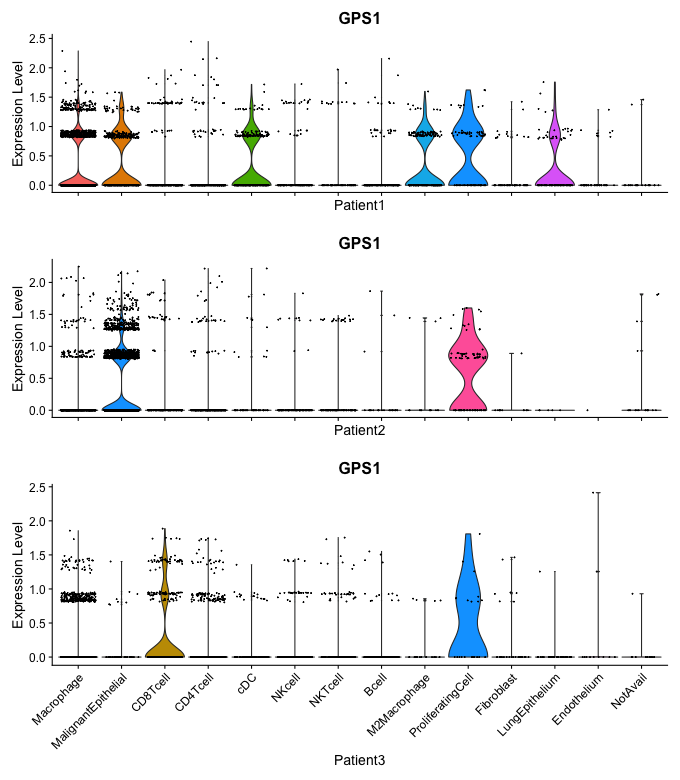 GPS1
Expression Level
2.5
2.0
1.5
1.0
0.5
0.0
Patient1
GPS1
Expression Level
2.0
1.5
1.0
0.5
0.0
Patient2
GPS1
Expression Level
2.5
2.0
1.5
1.0
0.5
0.0
Macrophage
MalignantEpithelial
CD8Tcell
CD4Tcell
cDC
NKcell
NKTcell
Bcell
M2Macrophage
ProliferatingCell
Fibroblast
LungEpithelium
Endothelium
NotAvail
Patient3